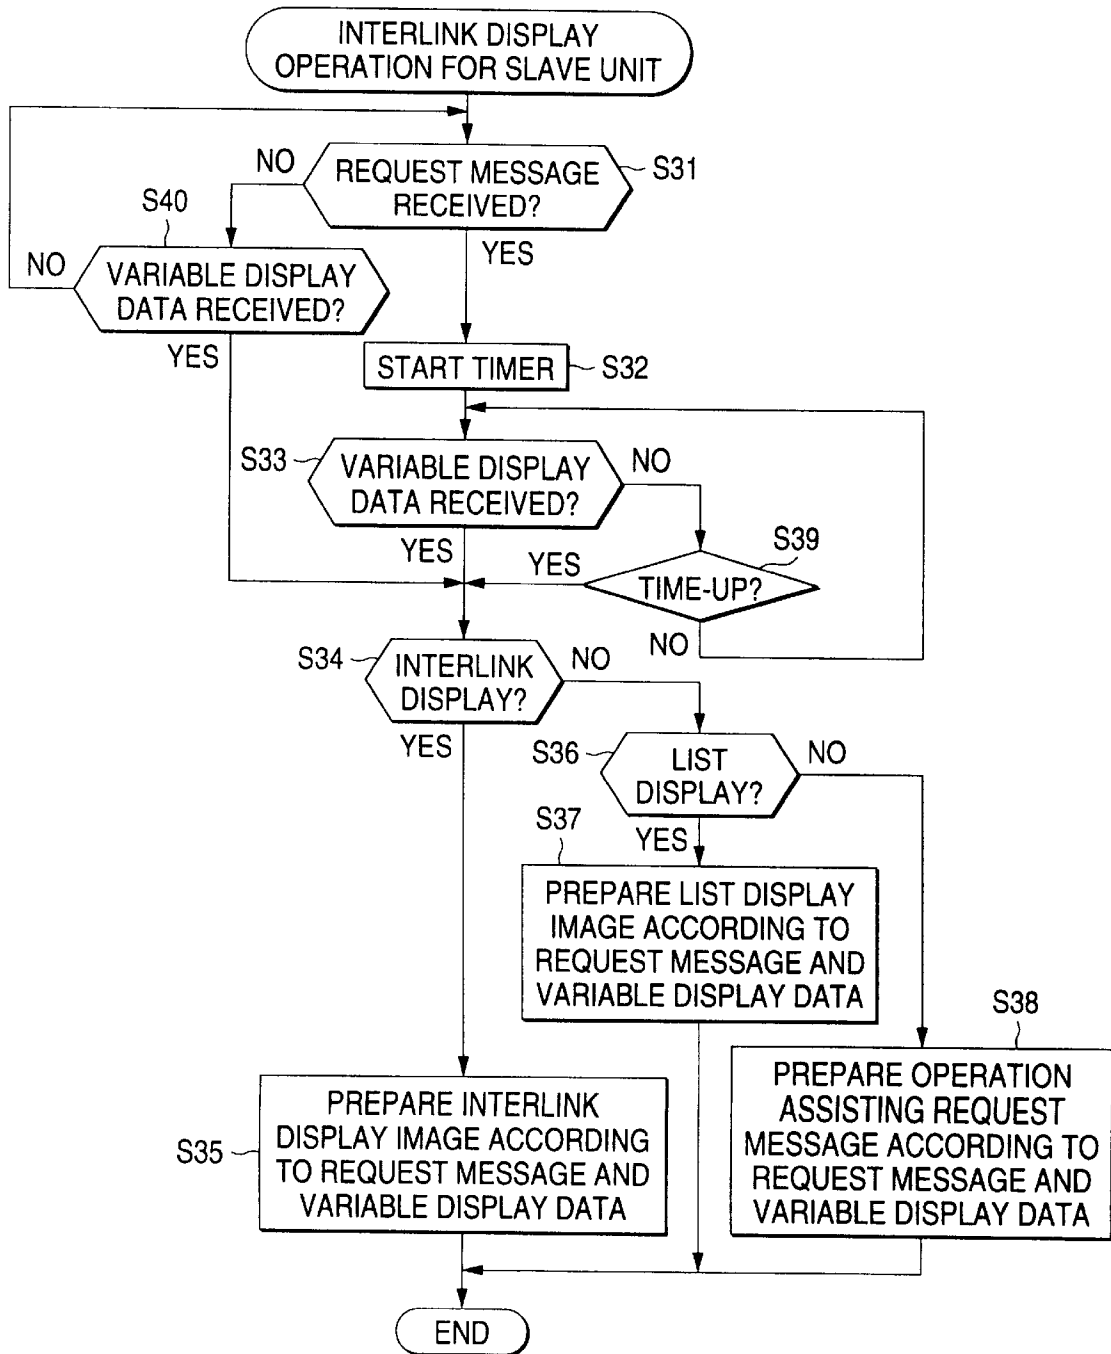 INTERLINK DISPLAY
OPERATION FOR SLAVE UNIT
NO
REQUEST MESSAGE
RECEIVED?
S31
S40
YES
NO
VARIABLE DISPLAY
DATA RECEIVED?
YES
START TIMER
S32
S33
VARIABLE DISPLAY
DATA RECEIVED?
NO
YES
YES
S39
TIME-UP?
NO
S34
INTERLINK
DISPLAY?
NO
YES
S36
LIST
DISPLAY?
NO
S37
YES
PREPARE LIST DISPLAY
IMAGE ACCORDING TO
REQUEST MESSAGE AND
VARIABLE DISPLAY DATA
S38
PREPARE OPERATION
ASSISTING REQUEST
MESSAGE ACCORDING TO
REQUEST MESSAGE AND
VARIABLE DISPLAY DATA
S35
PREPARE INTERLINK
DISPLAY IMAGE ACCORDING
TO REQUEST MESSAGE AND
VARIABLE DISPLAY DATA
END